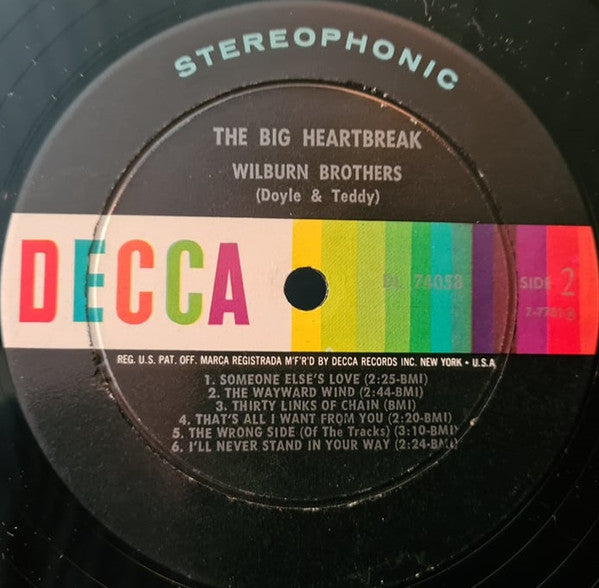 STEREOPHONIC
THE BIG HEARTBREAK
WILBURN BROTHERS
(Doyle & Teddy)
DECCA
DL 74058
SIDE 2
REG. U.S. PAT. OFF. MARCA REGISTRADA M'F'R'D BY DECCA RECORDS INC. NEW YORK • U.S.A
1. SOMEONE ELSE'S LOVE (2:25-BMI)
2. THE WAYWARD WIND (2:44-BMI)
3. THIRTY LINKS OF CHAIN (BMI)
4. THAT'S ALL I WANT FROM YOU (2:20-BMI)
5. THE WRONG SIDE (Of The Tracks) (3:10-BMI)
6. I'LL NEVER STAND IN YOUR WAY (2:24-BMI)